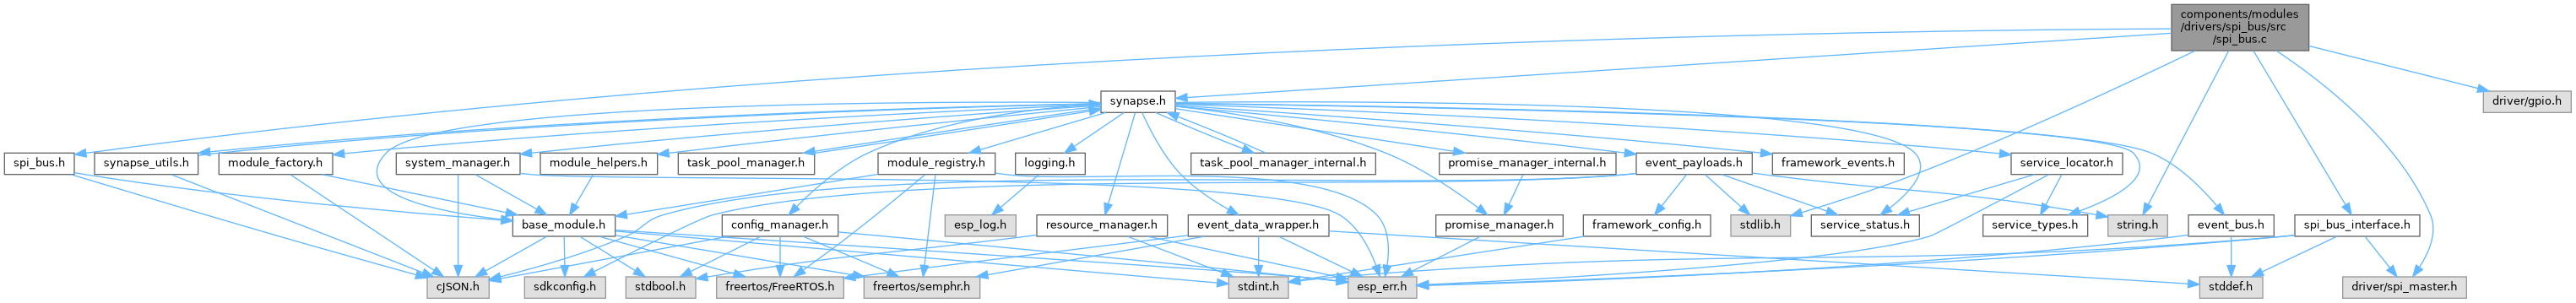 components/modules
/drivers/spi_bus/src
/spi_bus.c
synapse.h
driver/gpio.h
spi_bus.h
synapse_utils.h
module_factory.h
system_manager.h
module_helpers.h
task_pool_manager.h
module_registry.h
logging.h
task_pool_manager_internal.h
promise_manager_internal.h
event_payloads.h
framework_events.h
service_locator.h
base_module.h
config_manager.h
esp_log.h
resource_manager.h
event_data_wrapper.h
promise_manager.h
framework_config.h
stdlib.h
service_status.h
service_types.h
string.h
event_bus.h
spi_bus_interface.h
cJSON.h
sdkconfig.h
stdbool.h
freertos/FreeRTOS.h
freertos/semphr.h
stdint.h
esp_err.h
stddef.h
driver/spi_master.h